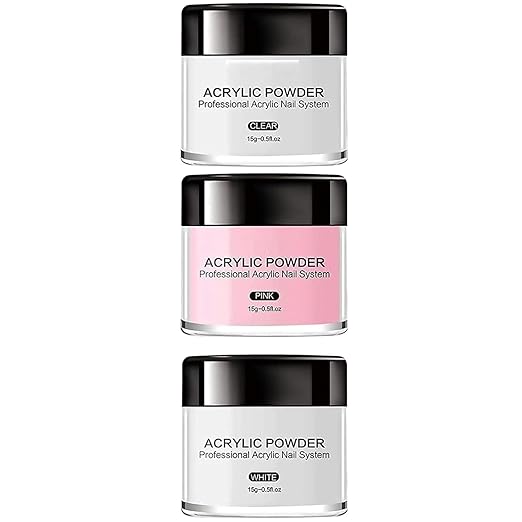 ACRYLIC POWDER
Professional Acrylic Nail System
CLEAR
15g~0.5fl.oz
ACRYLIC POWDER
Professional Acrylic Nail System
PINK
15g~0.5fl.oz
ACRYLIC POWDER
Professional Acrylic Nail System
WHITE
15g~0.5fl.oz